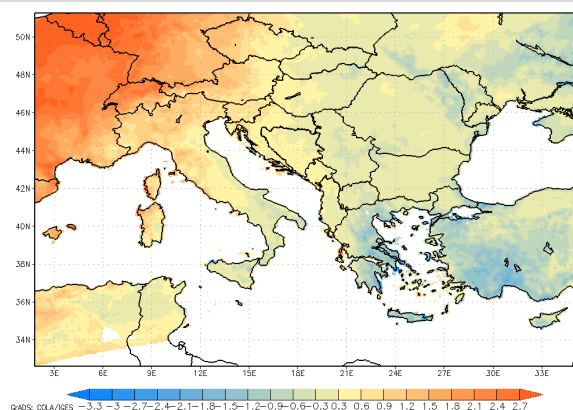 50N
48N
46N
44N
42N
40N
38N
36N
34N
3E 6E 9E 12E 15E 18E 21E 24E 27E 30E 33E
GrADS: COLA/IGES -3.3 -3 -2.7 -2.4 -2.1 -1.8 -1.5 -1.2 -0.9 -0.6 -0.3 0.3 0.6 0.9 1.2 1.5 1.8 2.1 2.4 2.7